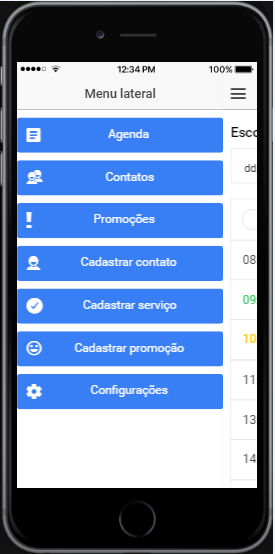 12:34 PM 100%
Menu lateral
Agenda
Contatos
Promoções
Cadastrar contato
Cadastrar serviço
Cadastrar promoção
Configurações
Esco
dd
08
09
10
11
13
14